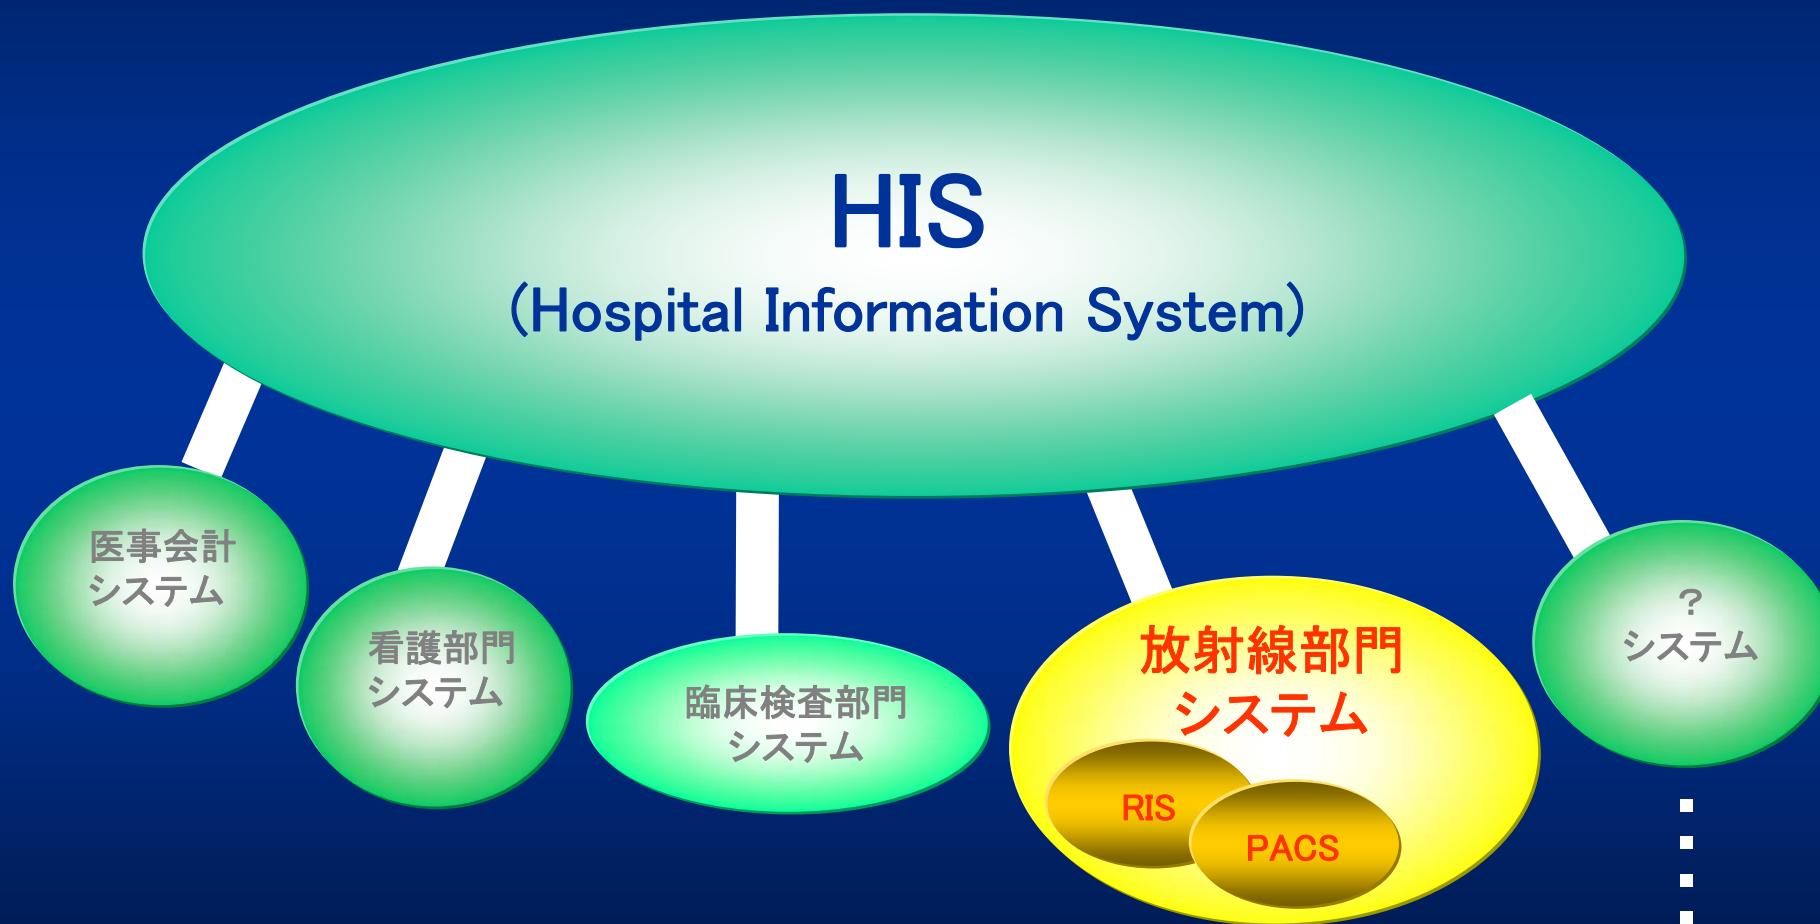 HIS
(Hospital Information System)
医事会計
システム
看護部門
システム
臨床検査部門
システム
放射線部門
システム
RIS
PACS
?
システム